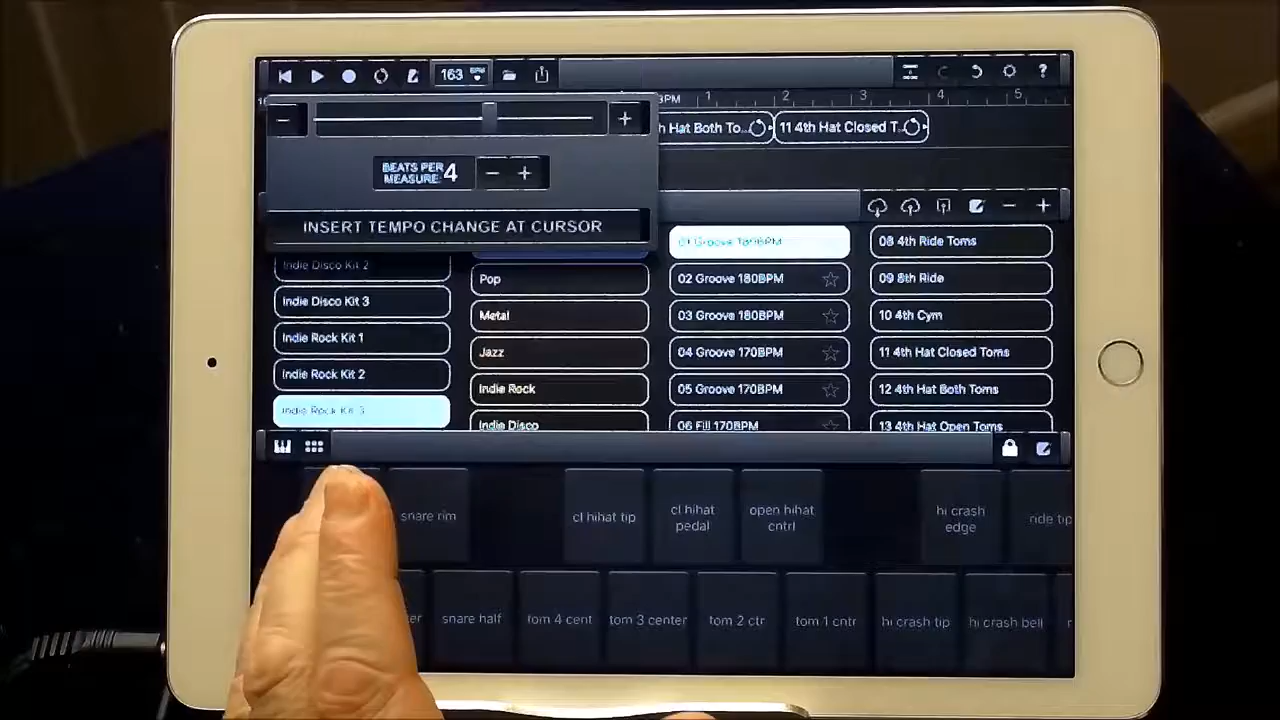 163 BPM
?
BPM 1 2 3 4 5
h Hat Both To... 11 4th Hat Closed T...
BEATS PER
MEASURE: 4
INSERT TEMPO CHANGE AT CURSOR
Indie Disco Kit 2
Indie Disco Kit 3
Indie Rock Kit 1
Indie Rock Kit 2
Indie Rock Kit 3
Pop
Metal
Jazz
Indie Rock
Indie Disco
01 Groove 180BPM
02 Groove 180BPM
03 Groove 180BPM
04 Groove 170BPM
05 Groove 170BPM
06 Fill 170BPM
08 4th Ride Toms
09 8th Ride
10 4th Cym
11 4th Hat Closed Toms
12 4th Hat Both Toms
13 4th Hat Open Toms
snare rim
cl hihat tip
cl hihat
pedal
open hihat
cntrl
hi crash
edge
ride tip
snare half
tom 4 cent
tom 3 center
tom 2 ctr
tom 1 cntr
hi crash tip
hi crash bell